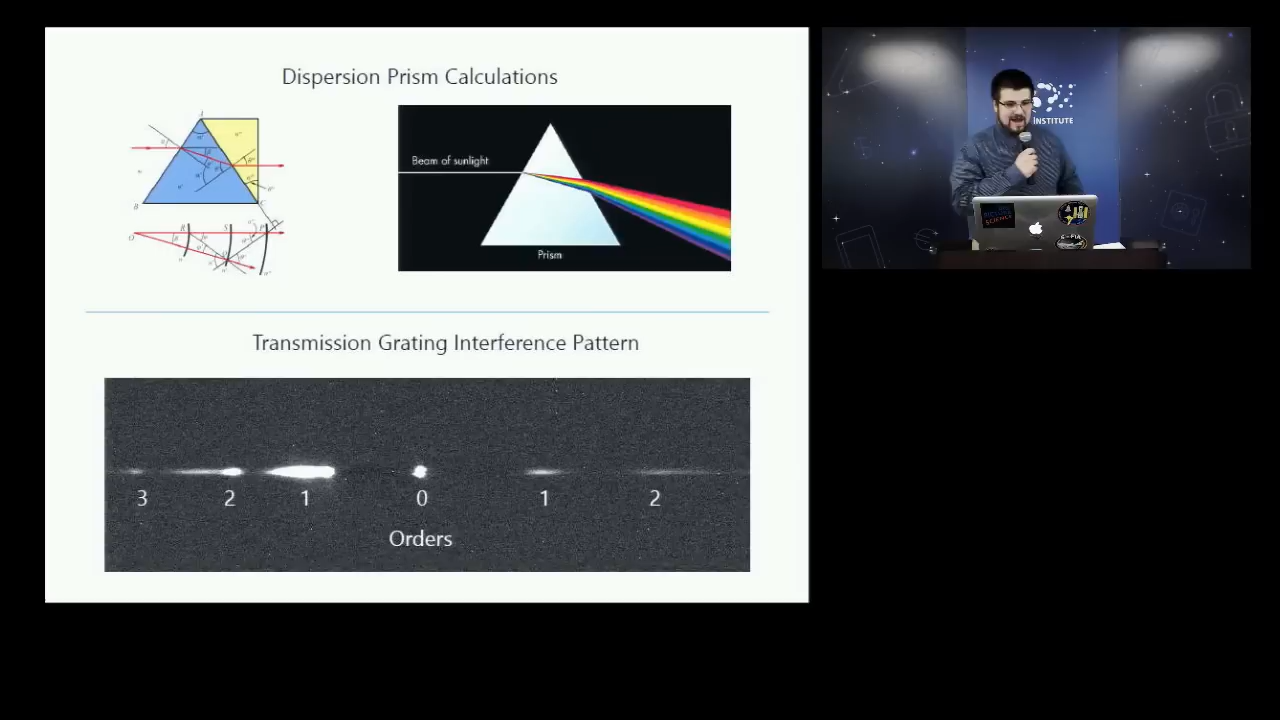 Dispersion Prism Calculations
A
B
C
O
R
S
P
Beam of sunlight
Prism
Transmission Grating Interference Pattern
3 2 1 0 1 2
Orders
INSTITUTE
SCIENCE